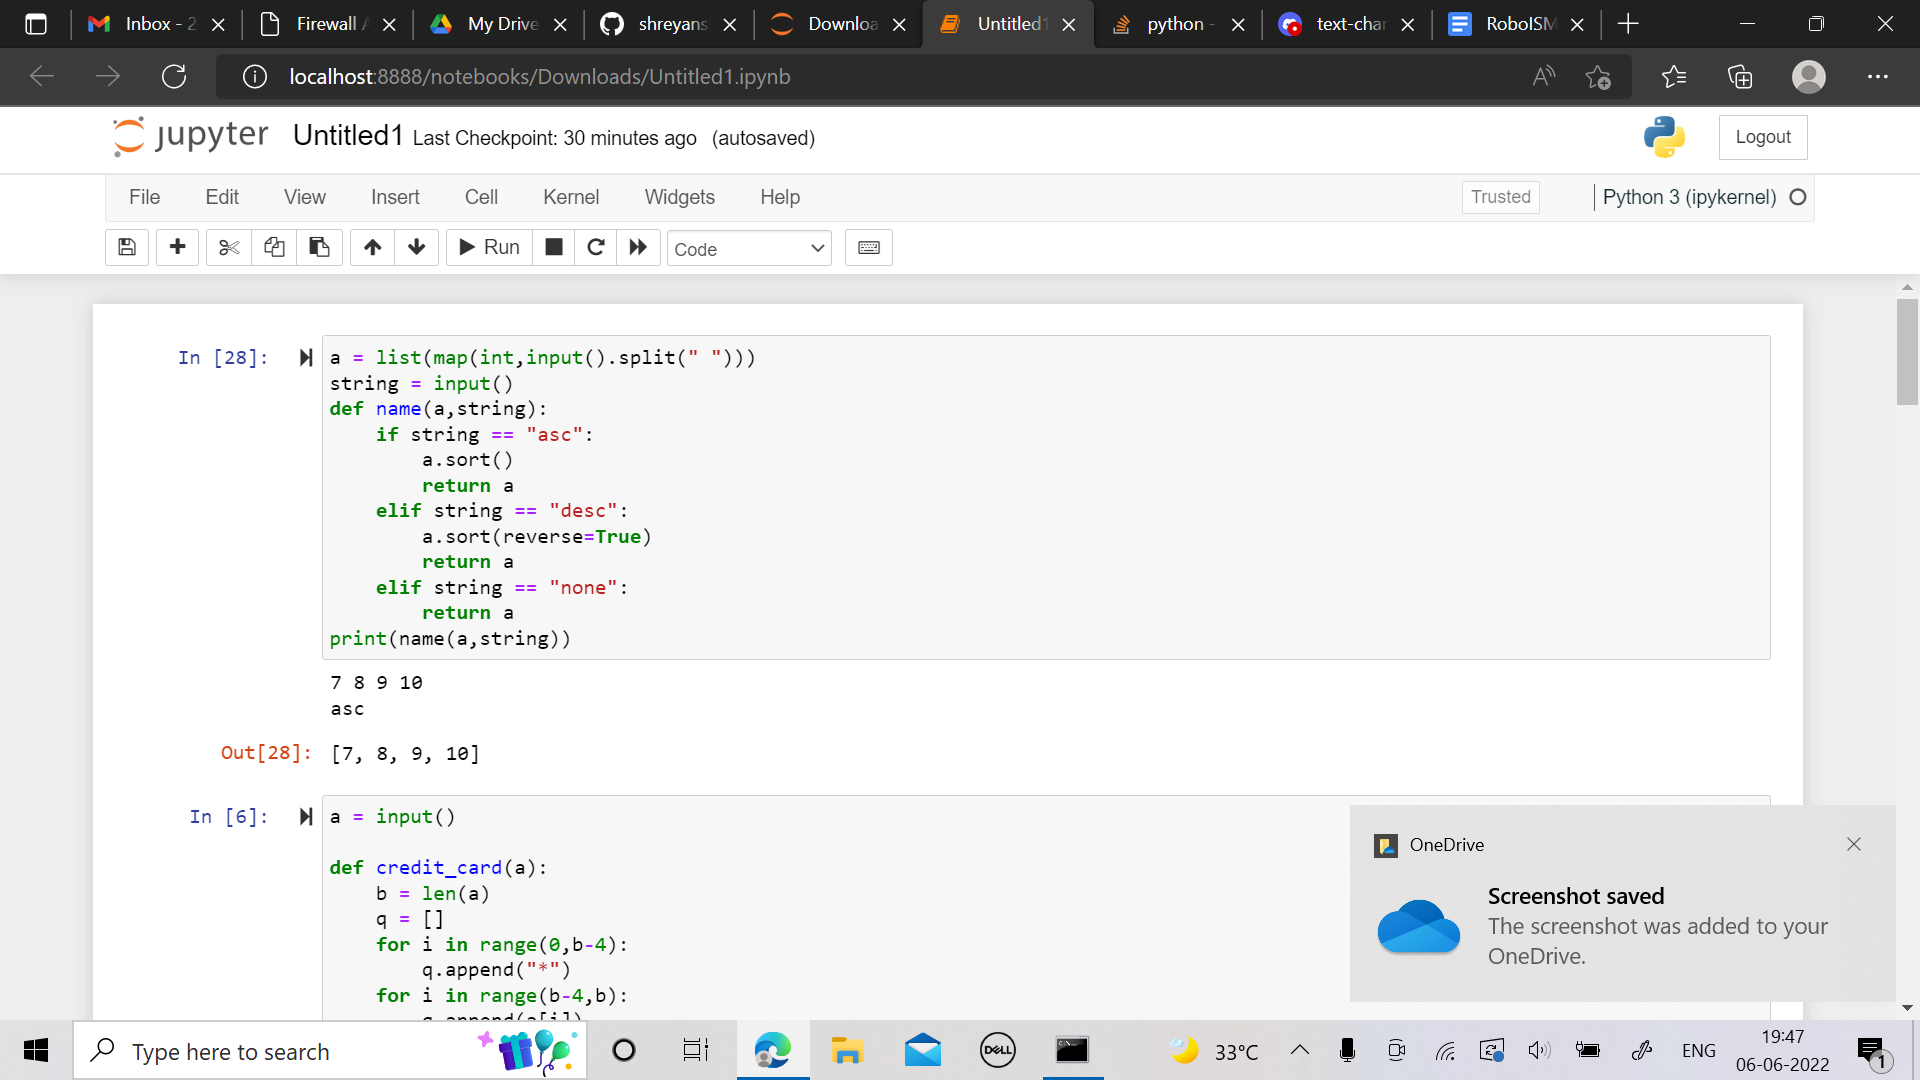 Inbox - 2
Firewall A
My Drive
shreyans
Downloa
Untitled1
python -
text-char
RoboISM
localhost:8888/notebooks/Downloads/Untitled1.ipynb
jupyter Untitled1 Last Checkpoint: 30 minutes ago (autosaved)
Logout
File Edit View Insert Cell Kernel Widgets Help
Trusted
Python 3 (ipykernel)
Run
Code
In [28]:
a = list(map(int,input().split(" ")))
string = input()
def name(a,string):
    if string == "asc":
        a.sort()
        return a
    elif string == "desc":
        a.sort(reverse=True)
        return a
    elif string == "none":
        return a
print(name(a,string))
7 8 9 10
asc
Out[28]: [7, 8, 9, 10]
In [6]:
a = input()
def credit_card(a):
    b = len(a)
    q = []
    for i in range(0,b-4):
        q.append("*")
    for i in range(b-4,b):
        q.append(a[i])
OneDrive
Screenshot saved
The screenshot was added to your
OneDrive.
Type here to search
DELL
33°C
ENG
19:47
06-06-2022
1